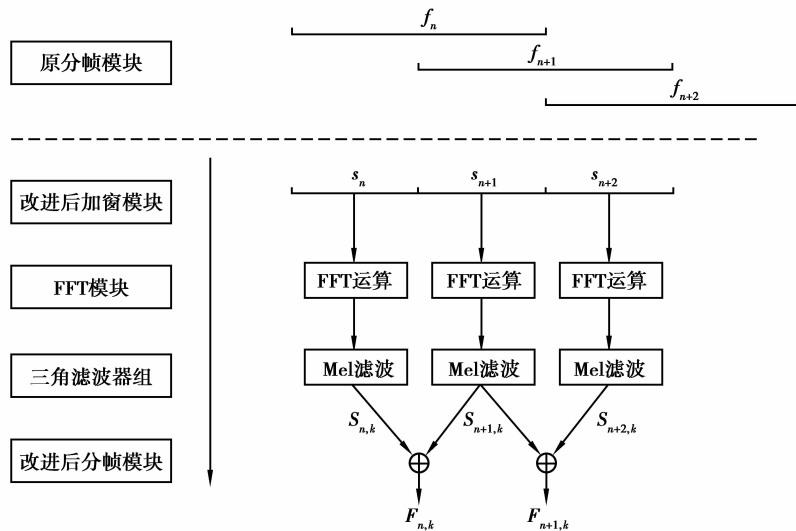 f_n
原分帧模块
f_{n+1}
f_{n+2}
s_n s_{n+1} s_{n+2}
改进后加窗模块
FFT模块
FFT运算 FFT运算 FFT运算
三角滤波器组
Mel滤波 Mel滤波 Mel滤波
S_{n,k} S_{n+1,k} S_{n+2,k}
改进后分帧模块
F_{n,k} F_{n+1,k}